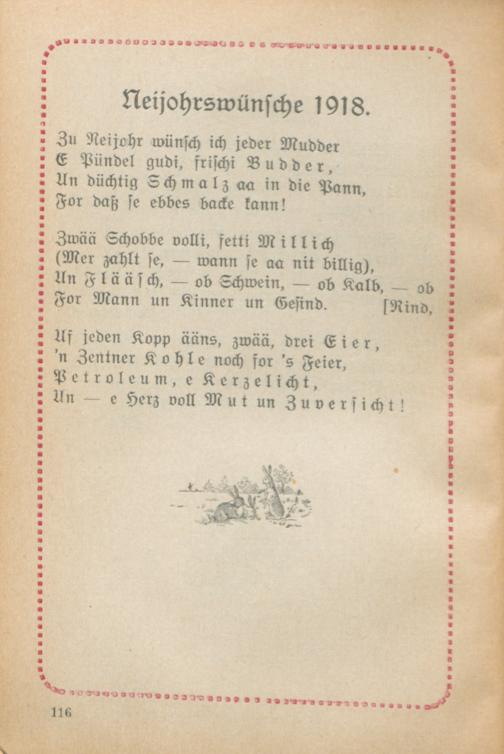 Neijohrswünsche 1918.
Zu Neijohr wünsch ich jeder Mudder
E Pündel gudi, frischi Budder,
Un düchtig Schmalz aa in die Pann,
For daß se ebbes backe kann!
Zwää Schobbe volli, fetti Millich
(Mer zahlt se, — wann se aa nit billig),
Un Flääsch, — ob Schwein, — ob Kalb, — ob
For Mann un Kinner un Gesind. [Rind,
Uf jeden Kopp ääns, zwää, drei Eier,
'n Zentner Kohle noch for 's Feier,
Petroleum, e Kerzelicht,
Un — e Herz voll Mut un Zuversicht!
116